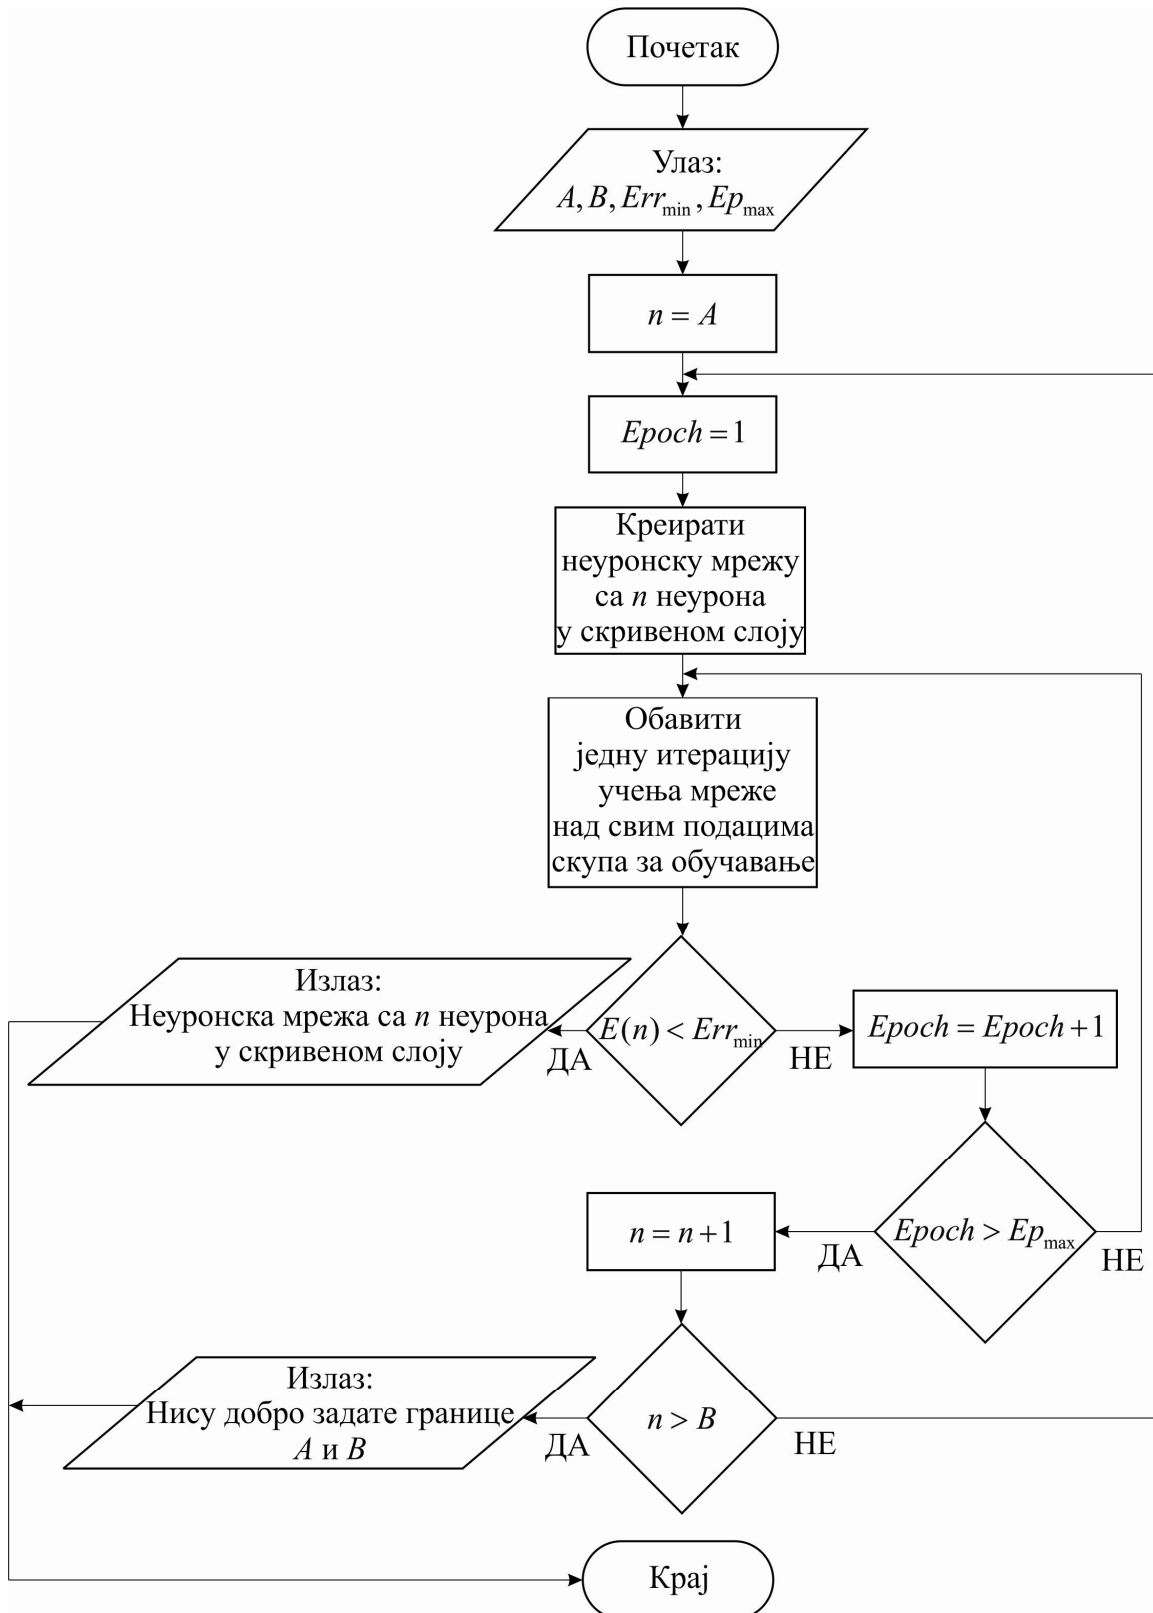 Почетак
Улаз:
A, B, Err_min, Ep_max
n = A
Epoch = 1
Креирати
неуронску мрежу
са n неурона
у скривеном слоју
Обавити
једну итерацију
учења мреже
над свим подацима
скупа за обучавање
E(n) < Err_min
ДА
НЕ
Излаз:
Неуронска мрежа са n неурона
у скривеном слоју
Epoch = Epoch + 1
Epoch > Ep_max
ДА
НЕ
n = n + 1
n > B
ДА
НЕ
Излаз:
Нису добро задате границе
A и B
Крај